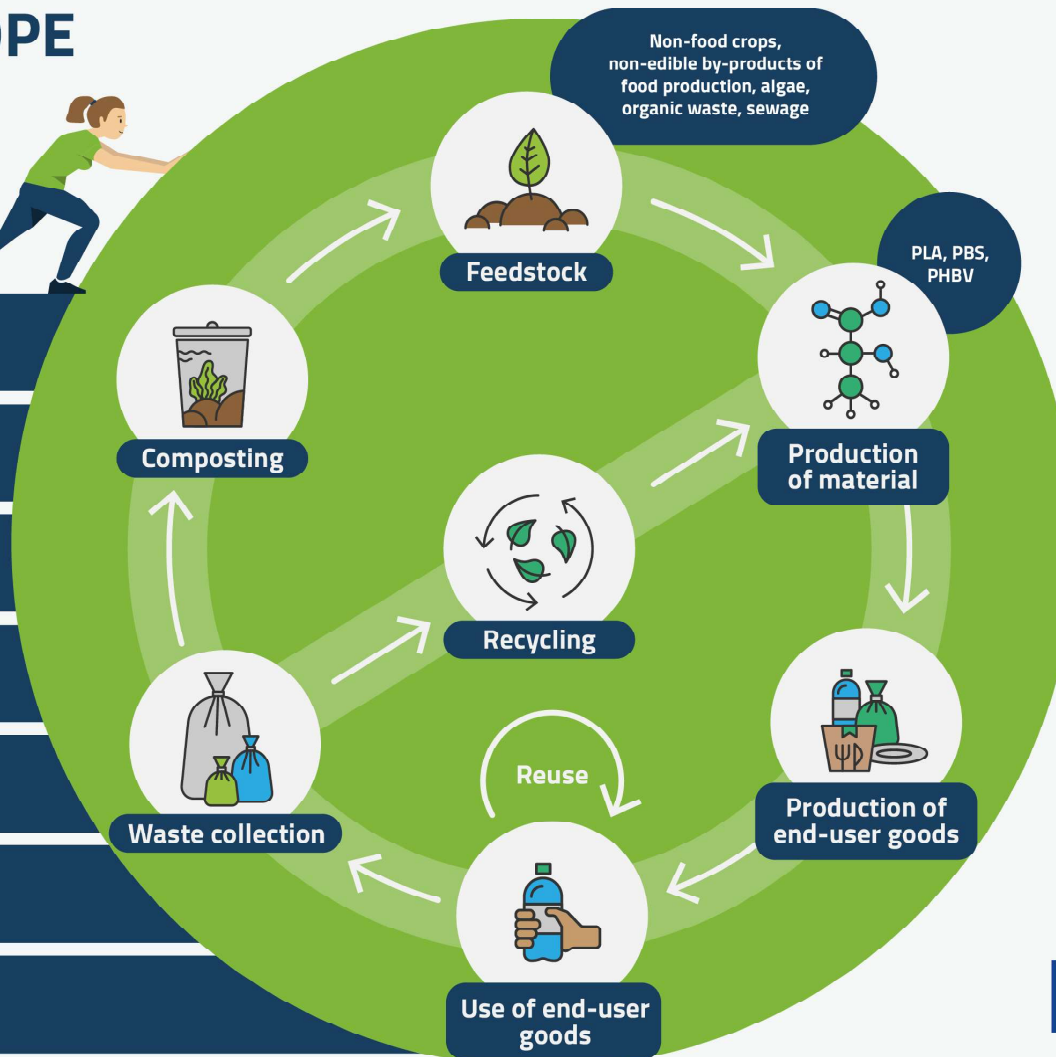 Non-food crops,
non-edible by-products of
food production, algae,
organic waste, sewage
Feedstock
PLA, PBS,
PHBV
Production
of material
Composting
Recycling
Reuse
Production of
end-user goods
Waste collection
Use of end-user
goods